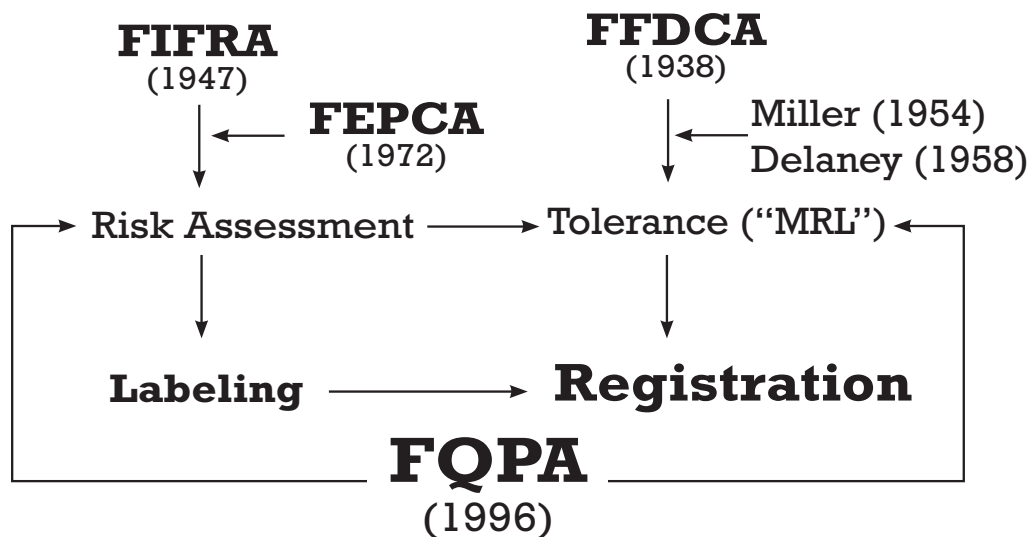 FIFRA
(1947)
FFDCA
(1938)
FEPCA
(1972)
Miller (1954)
Delaney (1958)
Risk Assessment
Tolerance (“MRL”)
Labeling
Registration
FQPA
(1996)